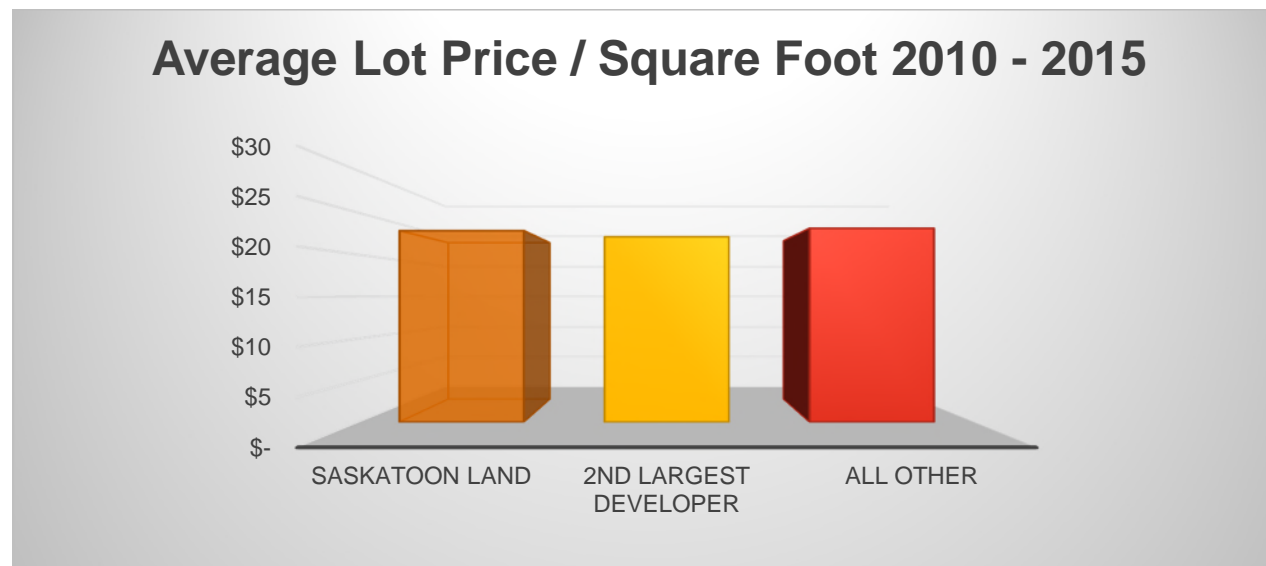 Average Lot Price / Square Foot 2010 - 2015
$30
$25
$20
$15
$10
$5
$-
SASKATOON LAND
2ND LARGEST
DEVELOPER
ALL OTHER